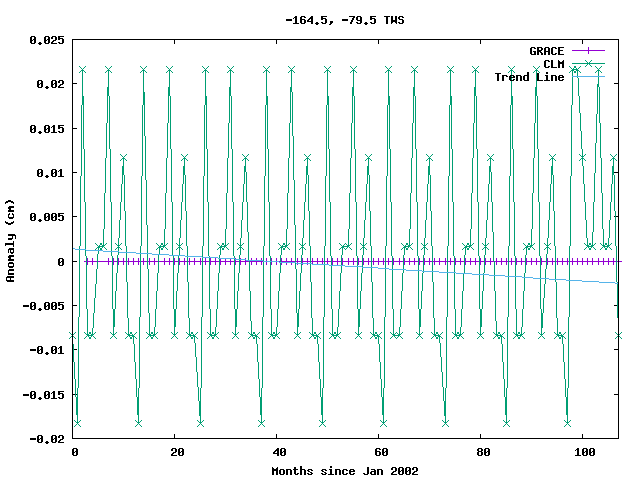 -164.5, -79.5 TWS
GRACE
CLM
Trend Line
0.025
0.02
0.015
0.01
0.005
0
-0.005
-0.01
-0.015
-0.02
Anomaly (cm)
0 20 40 60 80 100
Months since Jan 2002